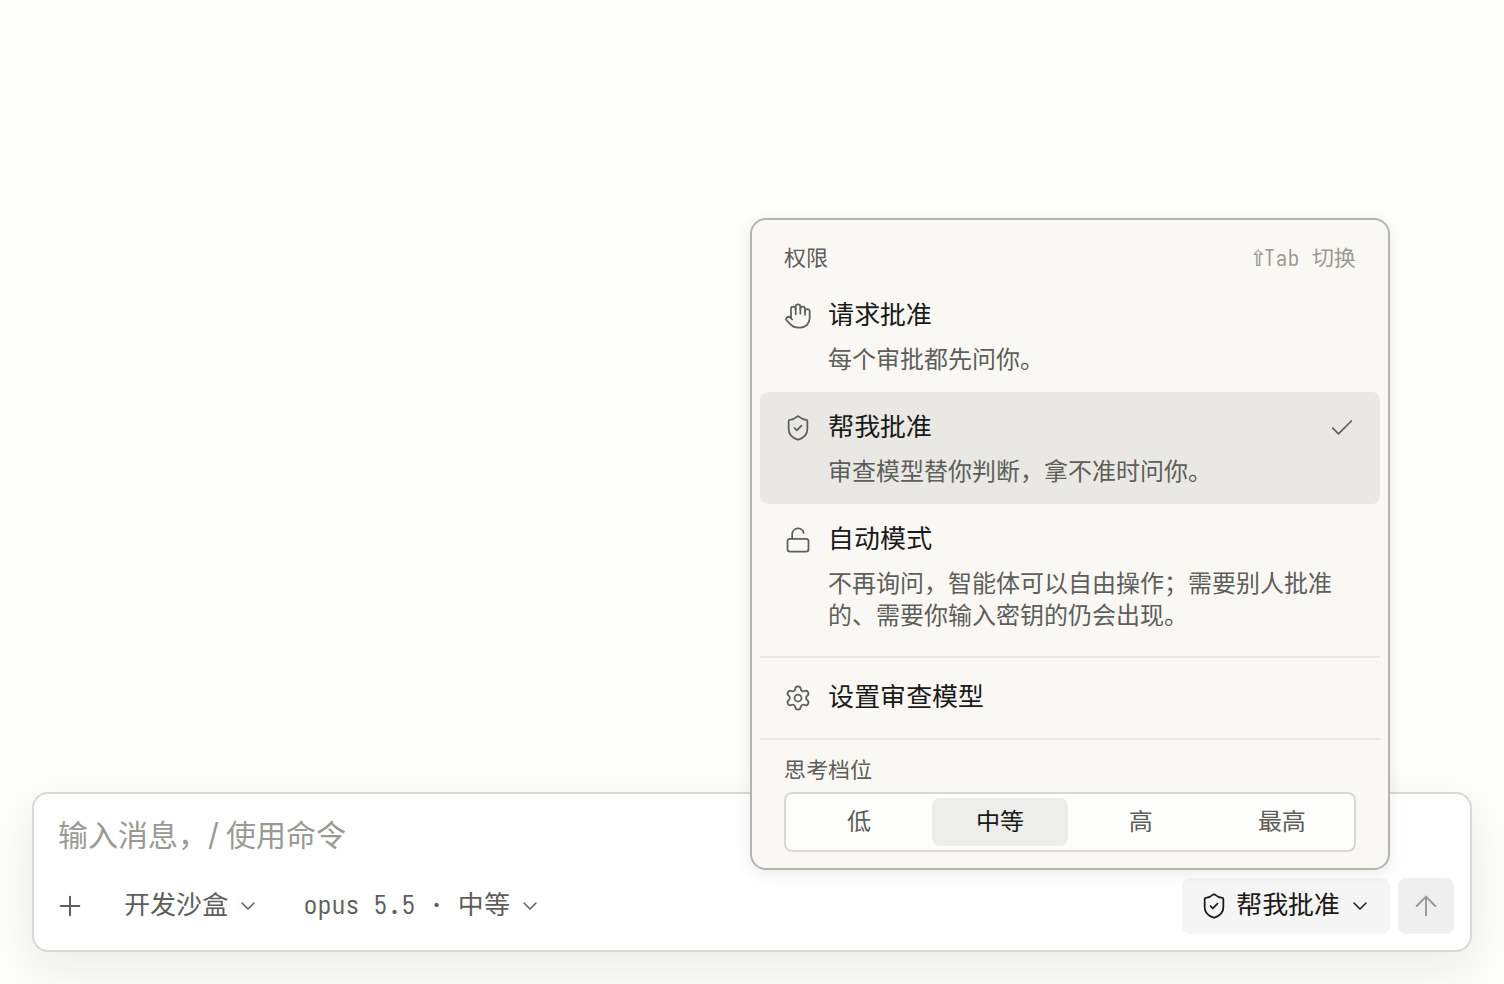 权限
⇧Tab 切换
请求批准
每个审批都先问你。
帮我批准
审查模型替你判断，拿不准时问你。
自动模式
不再询问，智能体可以自由操作；需要别人批准
的、需要你输入密钥的仍会出现。
设置审查模型
思考档位
低 中等 高 最高
输入消息，/ 使用命令
开发沙盒 opus 5.5 · 中等 帮我批准